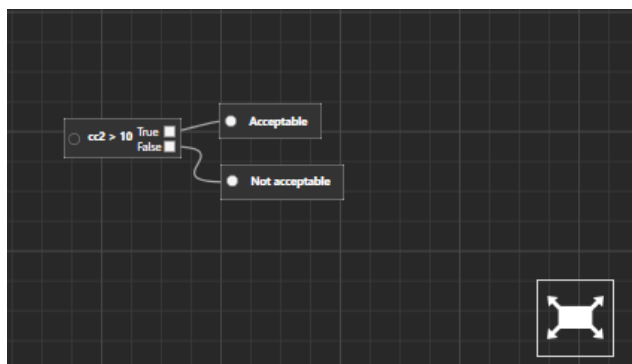 cc2 > 10
True
False
Acceptable
Not acceptable